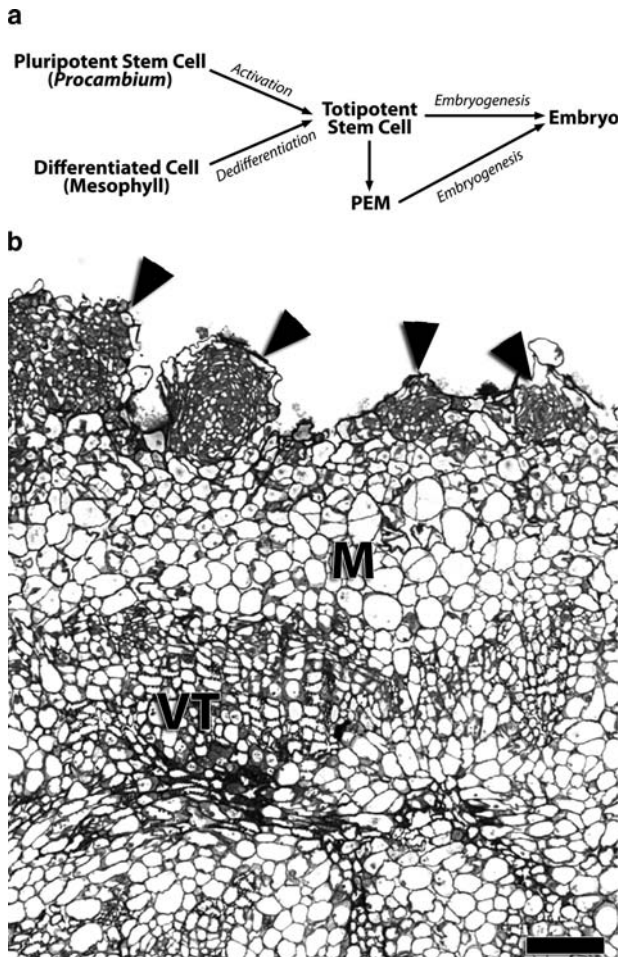 a
Pluripotent Stem Cell
(Procambium)
Activation
Totipotent
Stem Cell
Embryogenesis
Embryo
Differentiated Cell
(Mesophyll)
Dedifferentiation
PEM
Embryogenesis
b
M
VT